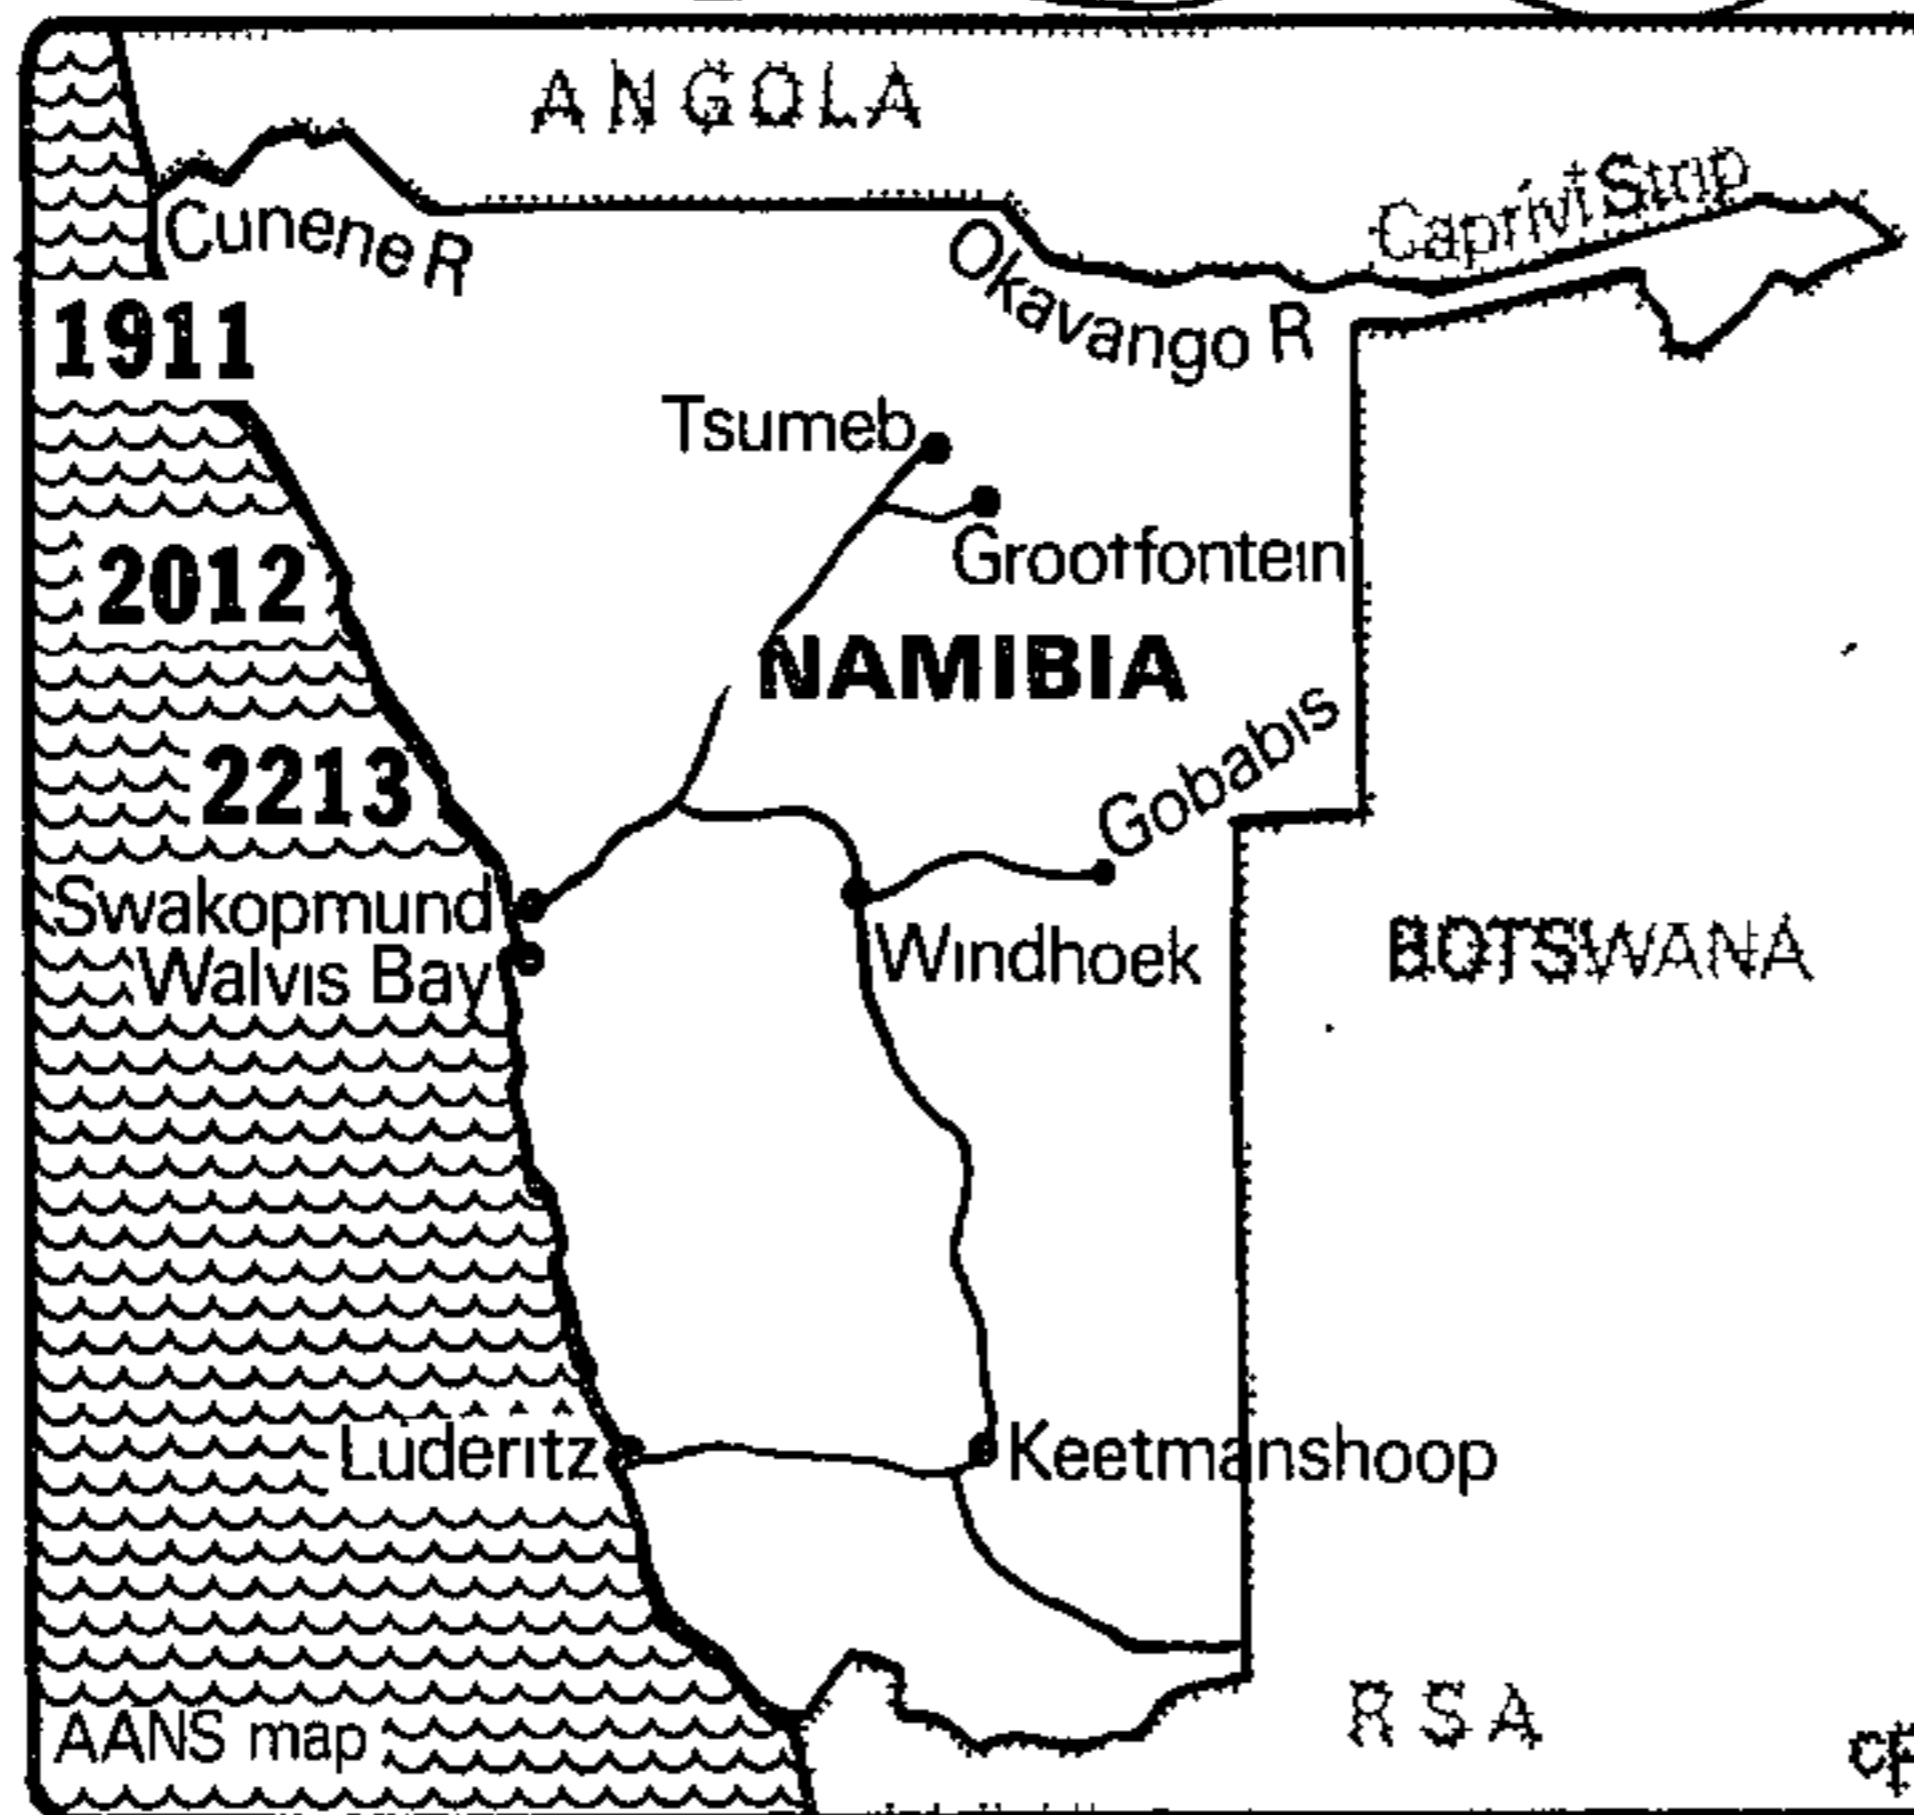 ANGOLA
Caprivi Strip
Cunene R
Okavango R
1911
Tsumeb
Grootfontein
2012
NAMIBIA
Gobabis
2213
Swakopmund
Walvis Bay
Windhoek
BOTSWANA
Luderitz
Keetmanshoop
RSA
AANS map